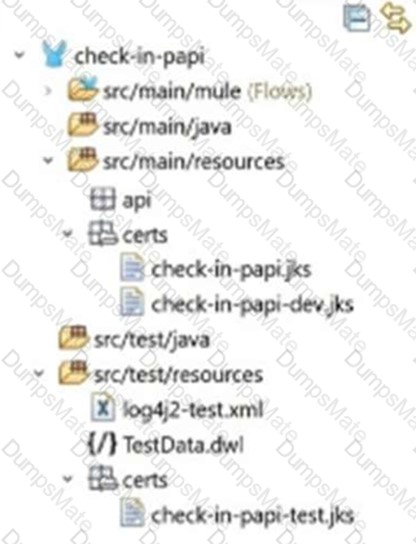 check-in-papi
src/main/mule (Flows)
src/main/java
src/main/resources
api
certs
check-in-papi.jks
check-in-papi-dev.jks
src/test/java
src/test/resources
log4j2-test.xml
{/} TestData.dwl
certs
check-in-papi-test.jks